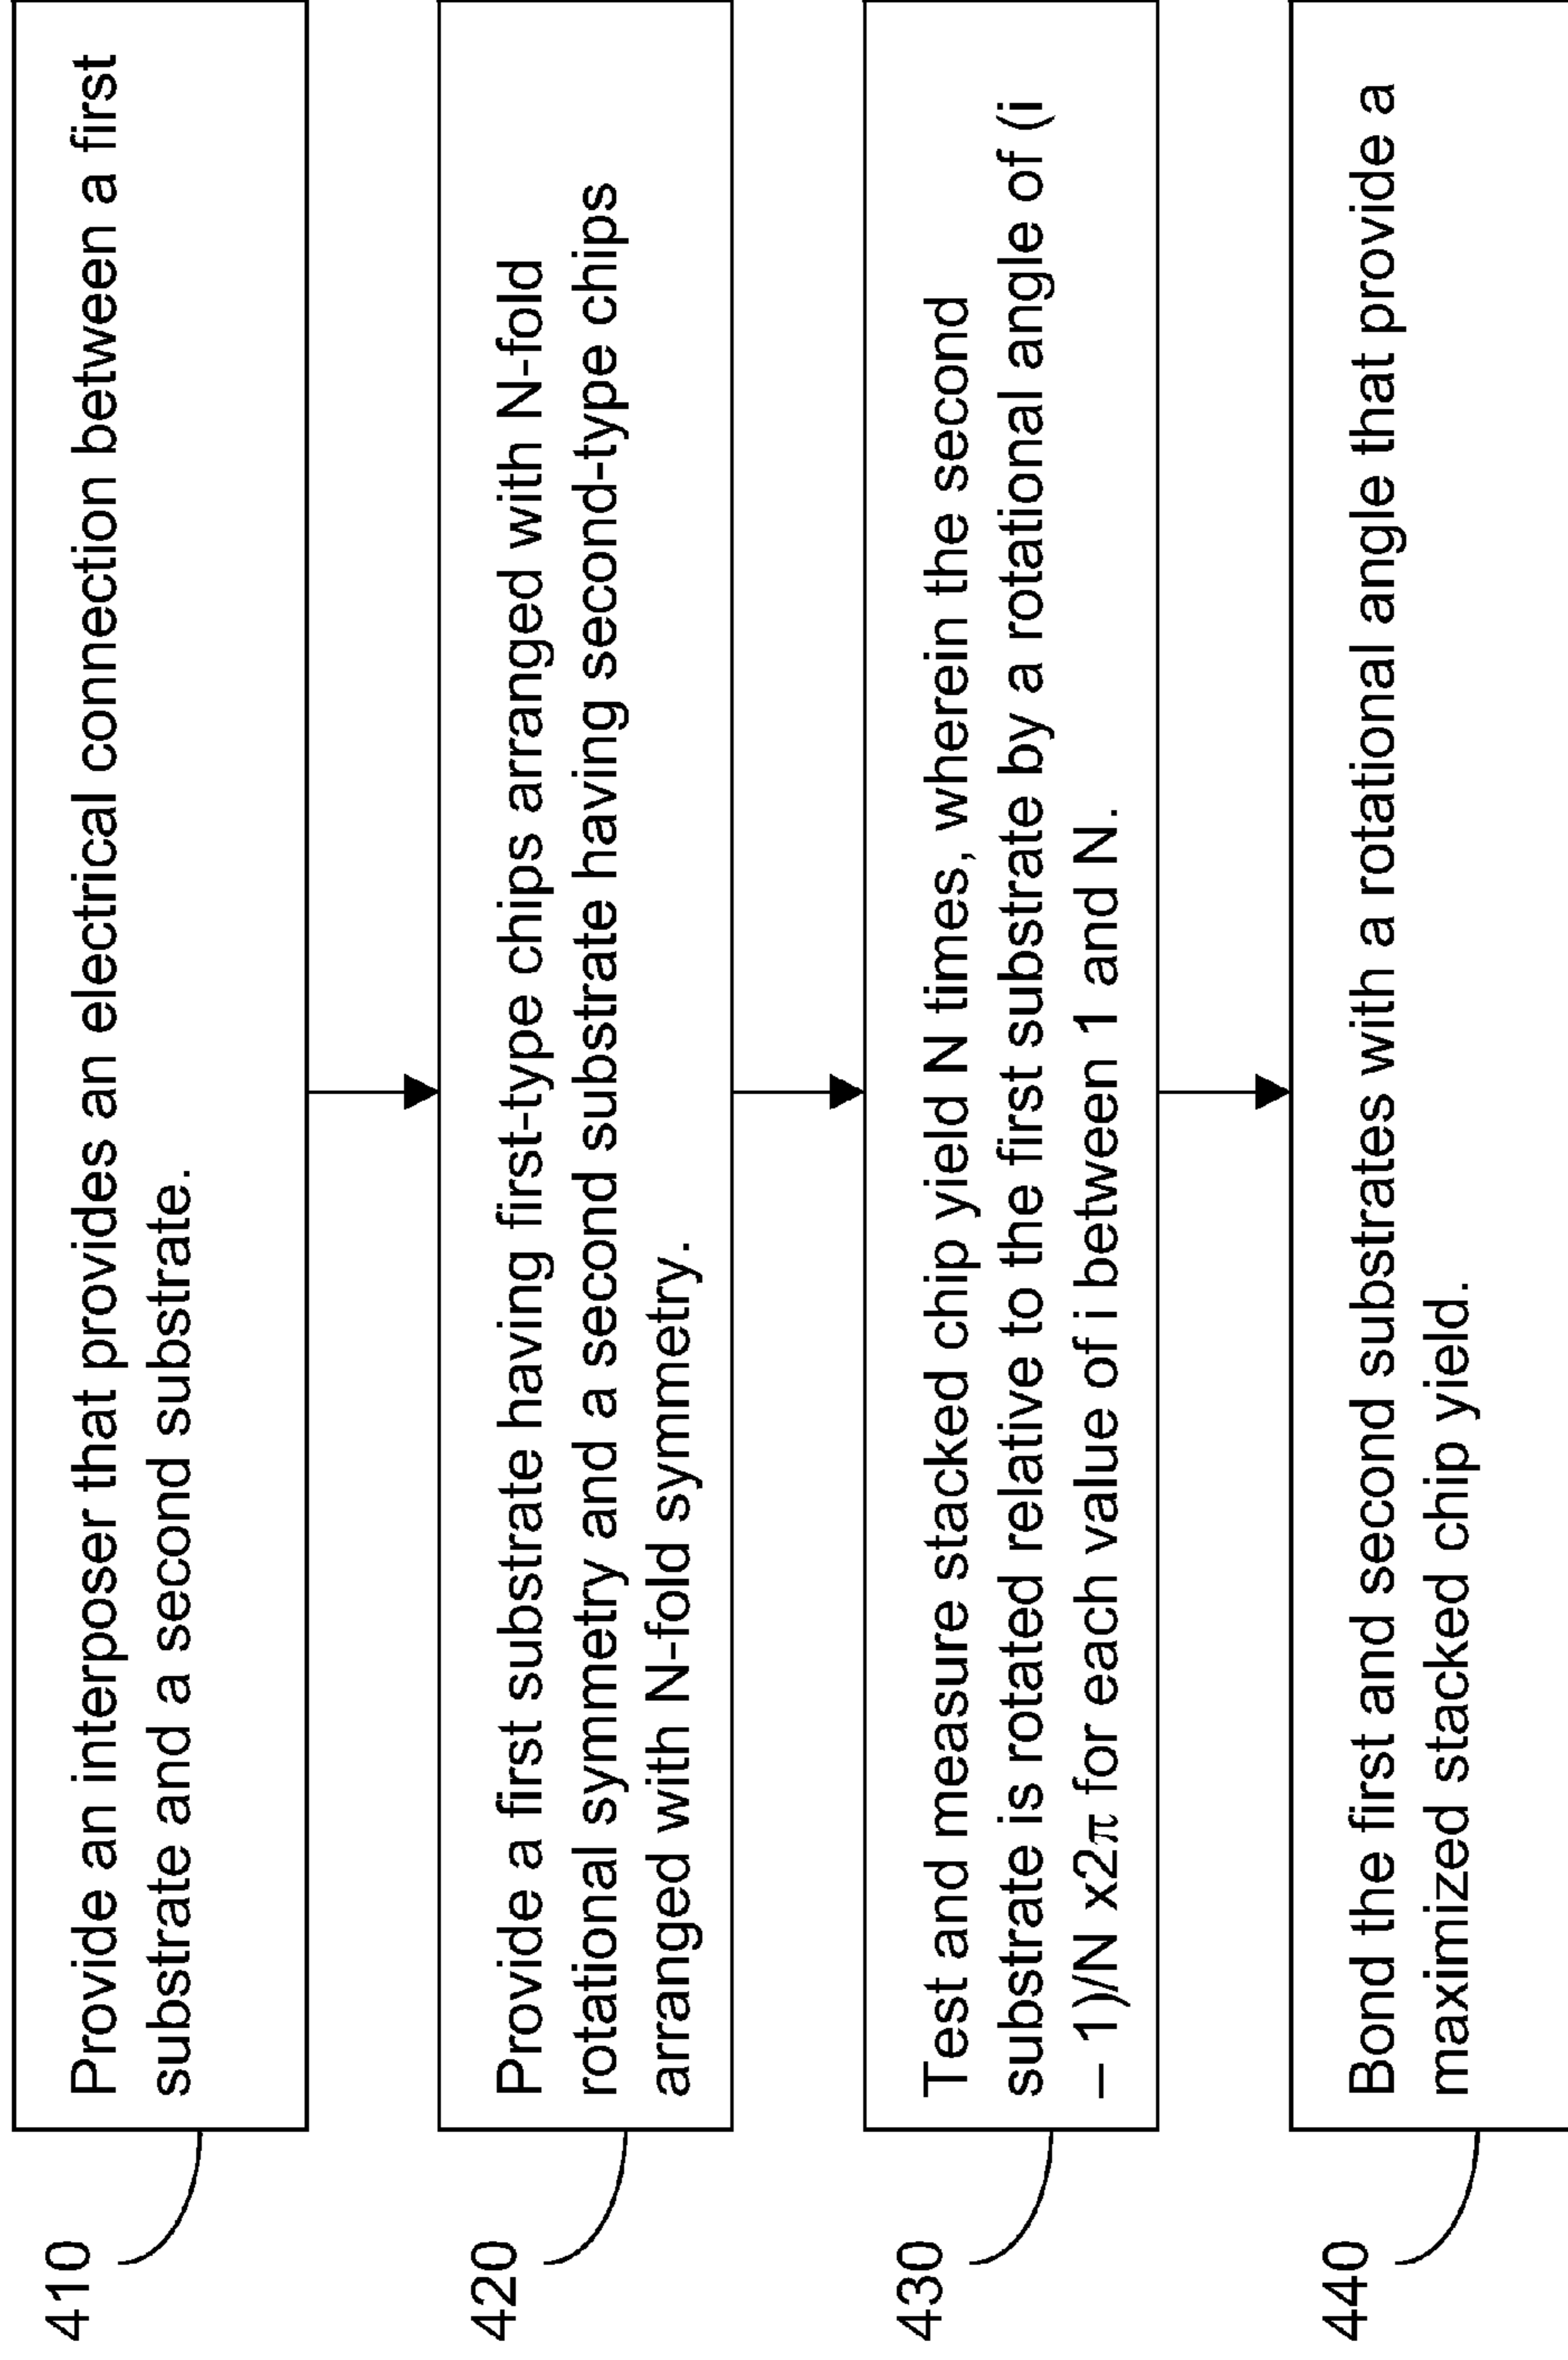 410
Provide an interposer that provides an electrical connection between a first
substrate and a second substrate.
420
Provide a first substrate having first-type chips arranged with N-fold
rotational symmetry and a second substrate having second-type chips
arranged with N-fold symmetry.
430
Test and measure stacked chip yield N times, wherein the second
substrate is rotated relative to the first substrate by a rotational angle of (i
– 1)/N x2π for each value of i between 1 and N.
440
Bond the first and second substrates with a rotational angle that provide a
maximized stacked chip yield.